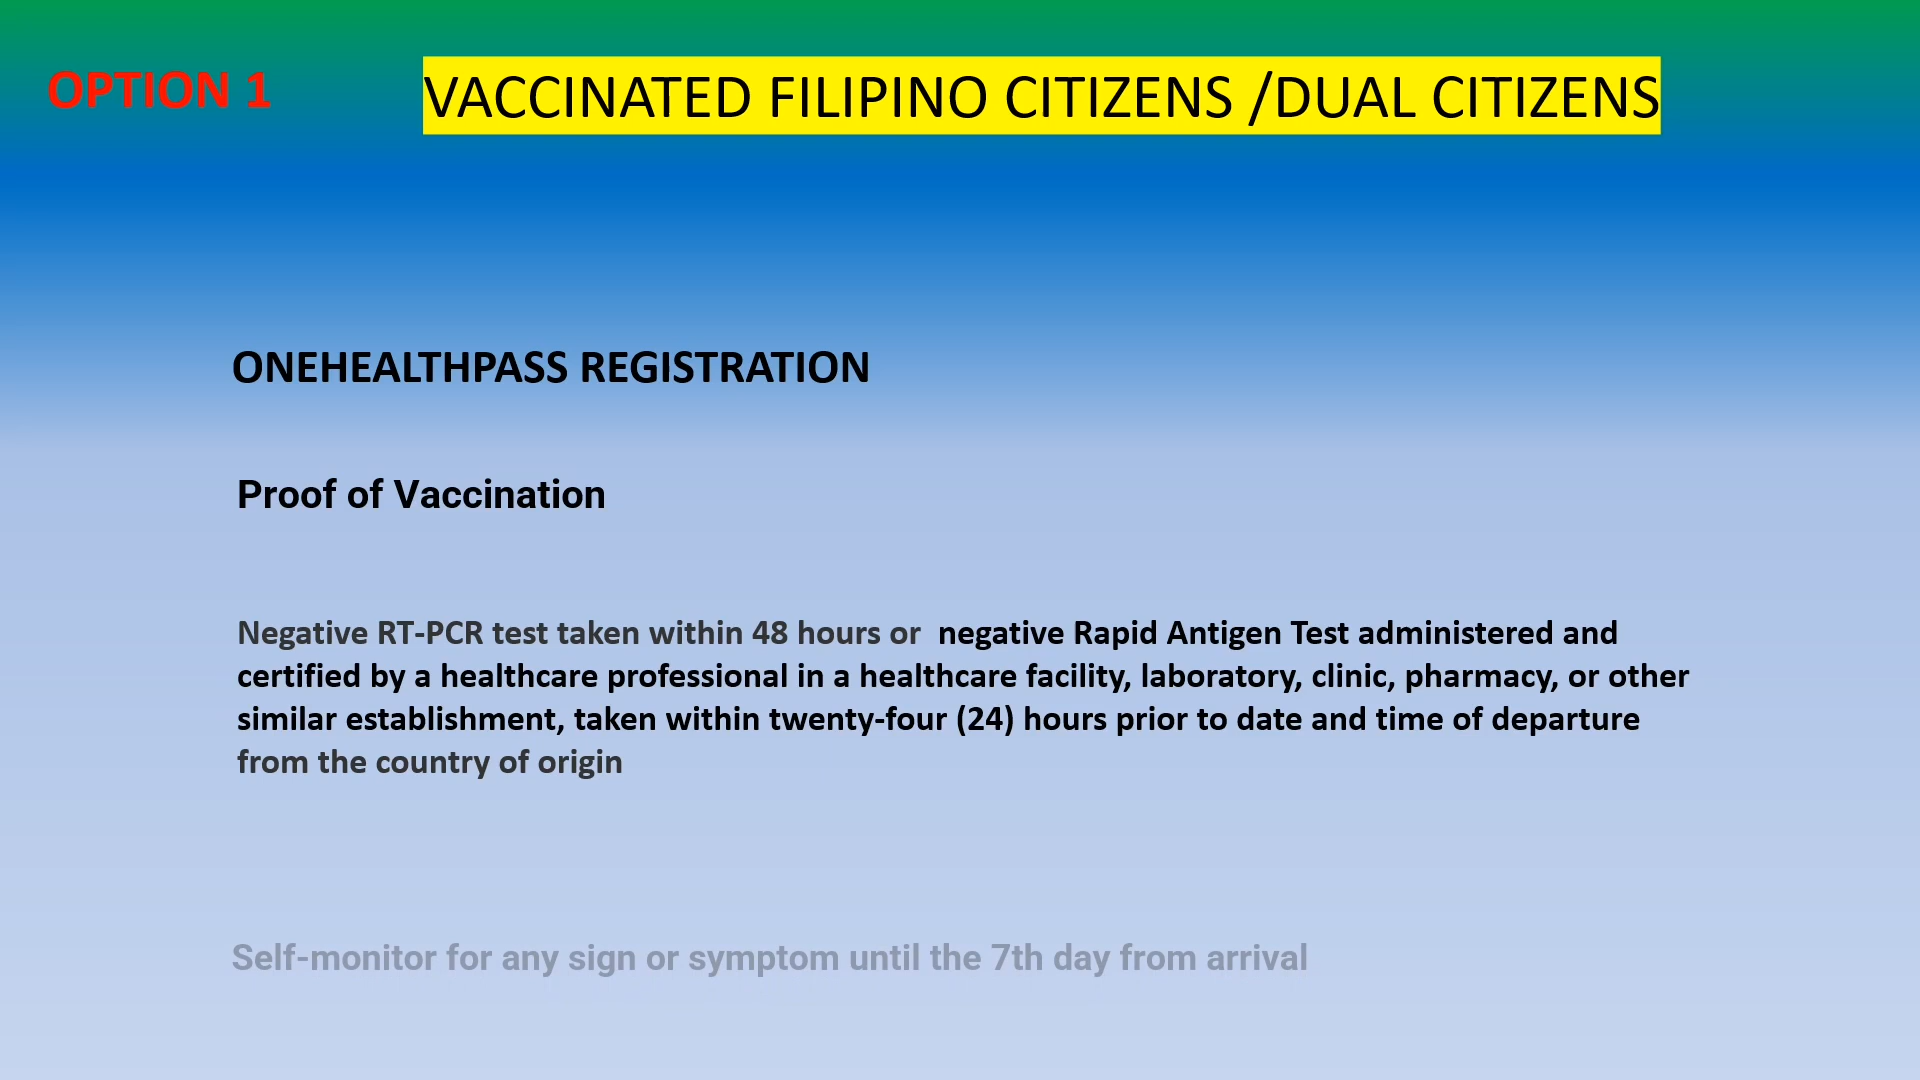 OPTION 1
VACCINATED FILIPINO CITIZENS /DUAL CITIZENS
ONEHEALTHPASS REGISTRATION
Proof of Vaccination
Negative RT-PCR test taken within 48 hours or  negative Rapid Antigen Test administered and
certified by a healthcare professional in a healthcare facility, laboratory, clinic, pharmacy, or other
similar establishment, taken within twenty-four (24) hours prior to date and time of departure
from the country of origin
Self-monitor for any sign or symptom until the 7th day from arrival